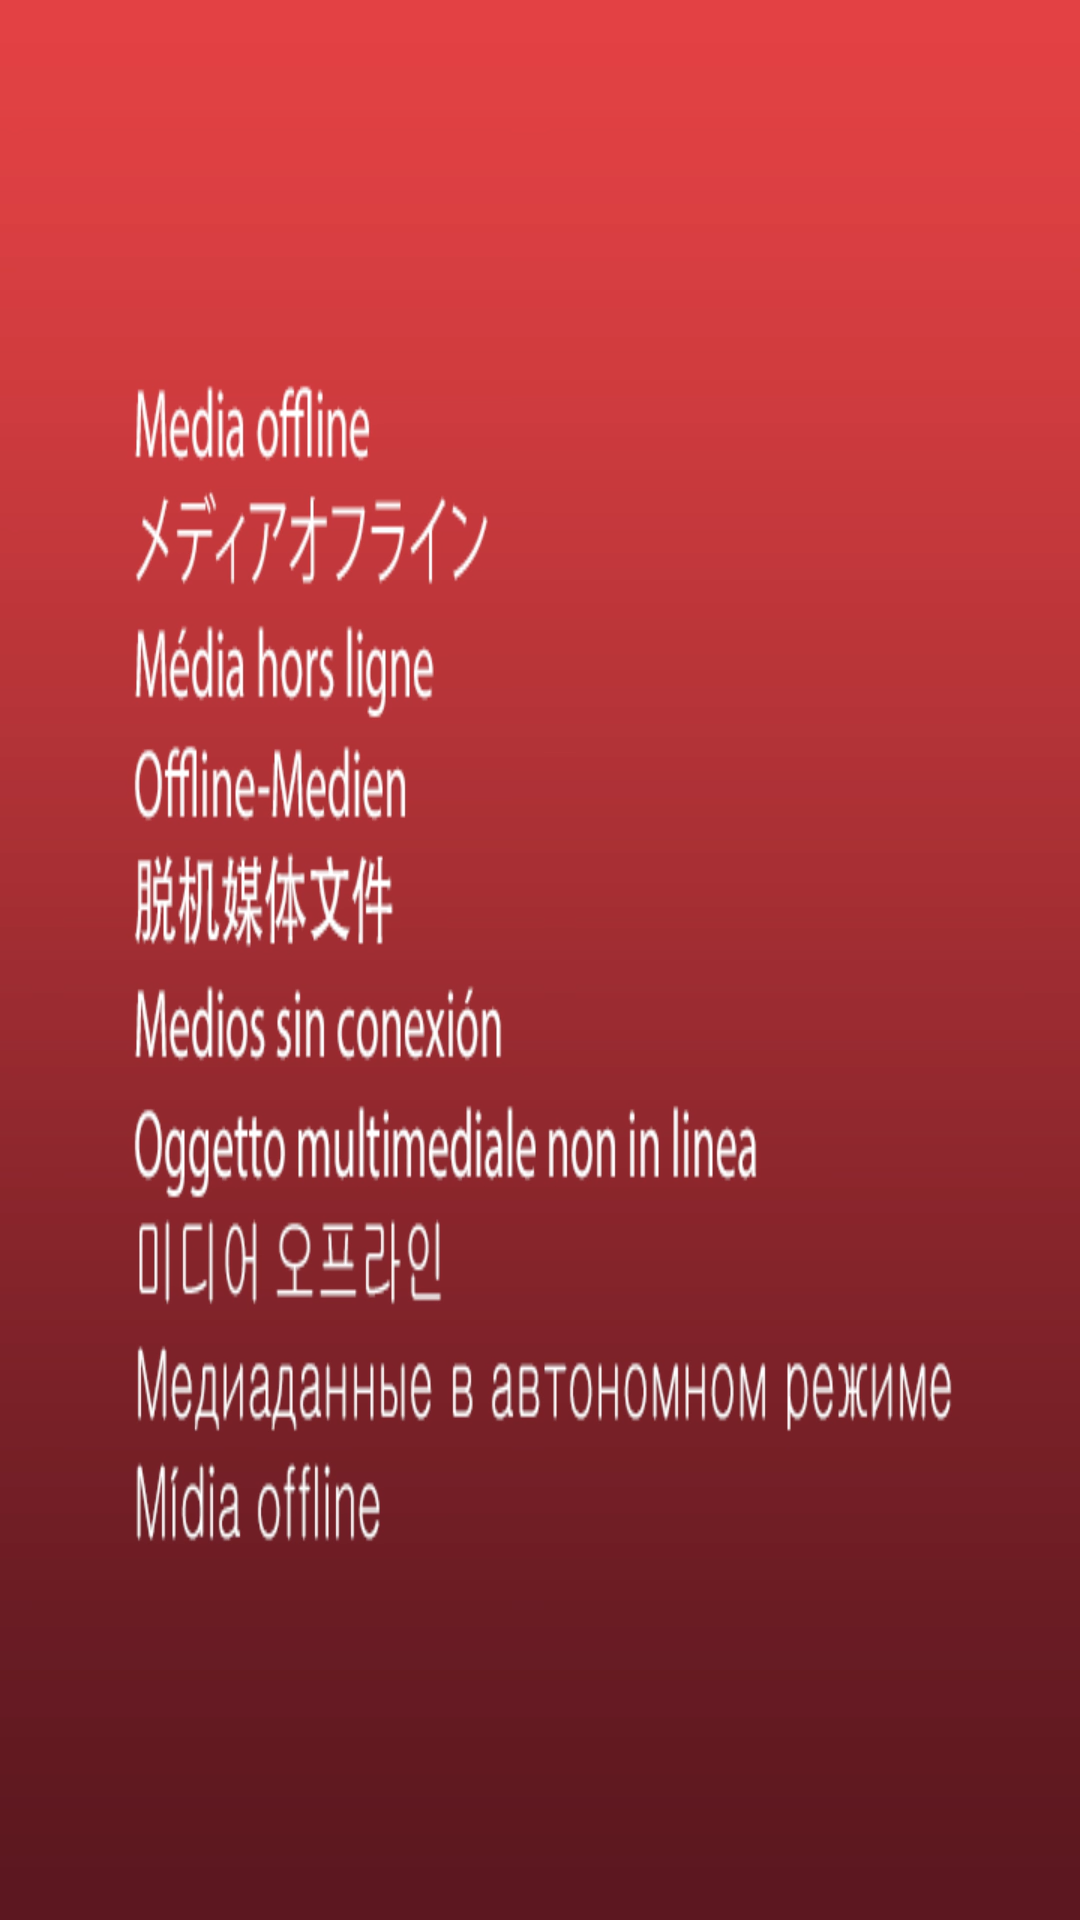 Media offline
メディアオフライン
Média hors ligne
Offline-Medien
脱机媒体文件
Medios sin conexión
Oggetto multimediale non in linea
미디어 오프라인
Медиаданные в автономном режиме
Mídia offline